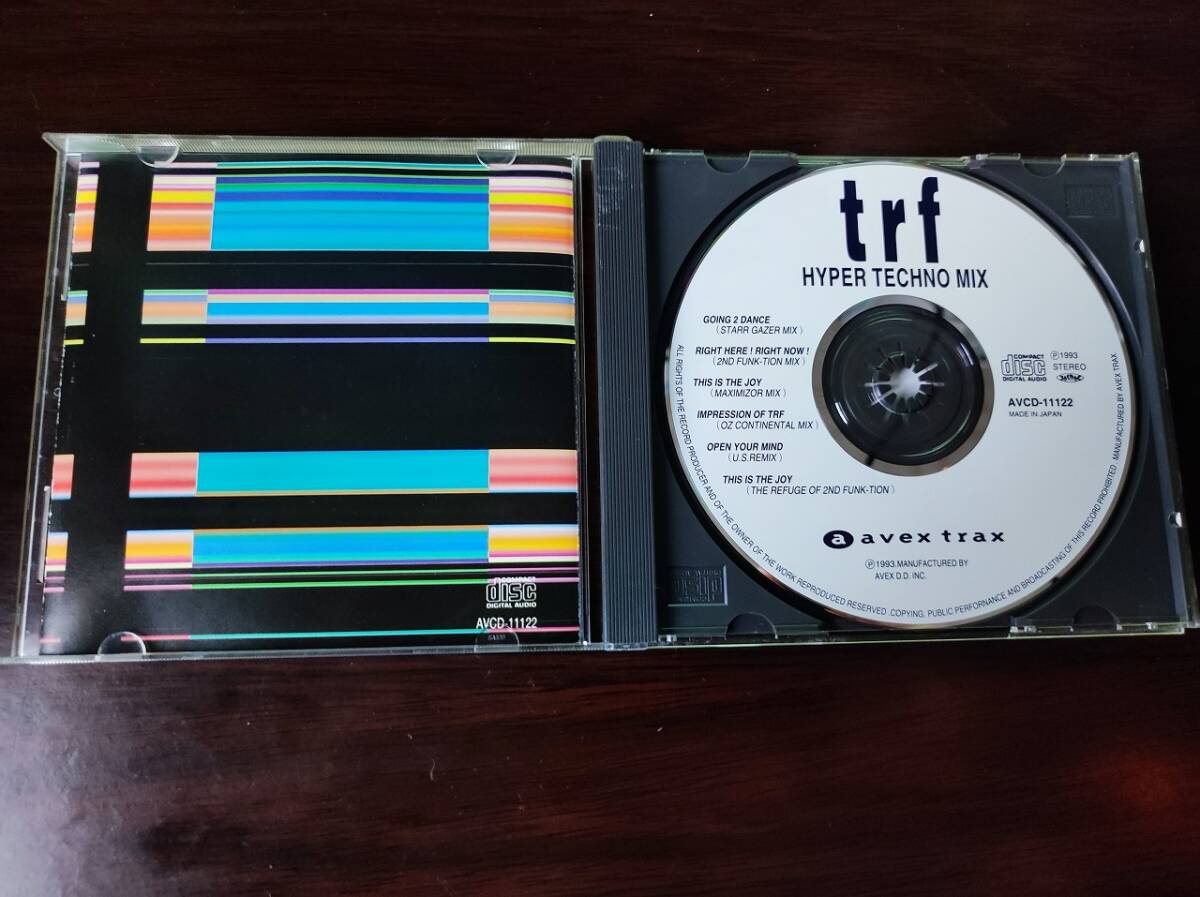 COMPACT
disc
DIGITAL AUDIO
AVCD-11122
trf
HYPER TECHNO MIX
GOING 2 DANCE
(STARR GAZER MIX)
RIGHT HERE! RIGHT NOW!
(2ND FUNK-TION MIX)
THIS IS THE JOY
(MAXIMIZOR MIX)
IMPRESSION OF TRF
(OZ CONTINENTAL MIX)
OPEN YOUR MIND
(U.S.REMIX)
THIS IS THE JOY
(THE REFUGE OF 2ND FUNK-TION)
COMPACT
disc
DIGITAL AUDIO
Ⓟ1993
STEREO
AVCD-11122
MADE IN JAPAN
a avex trax
Ⓟ1993.MANUFACTURED BY
AVEX D.D. INC.
ALL RIGHTS OF THE RECORD PRODUCER AND OF THE OWNER OF THE WORK REPRODUCED RESERVED .COPYING, PUBLIC PERFORNANCE AND BROADCASTING OF THIS RECORD PROHIBITED. MANUFACTURED BY AVEX TRAX